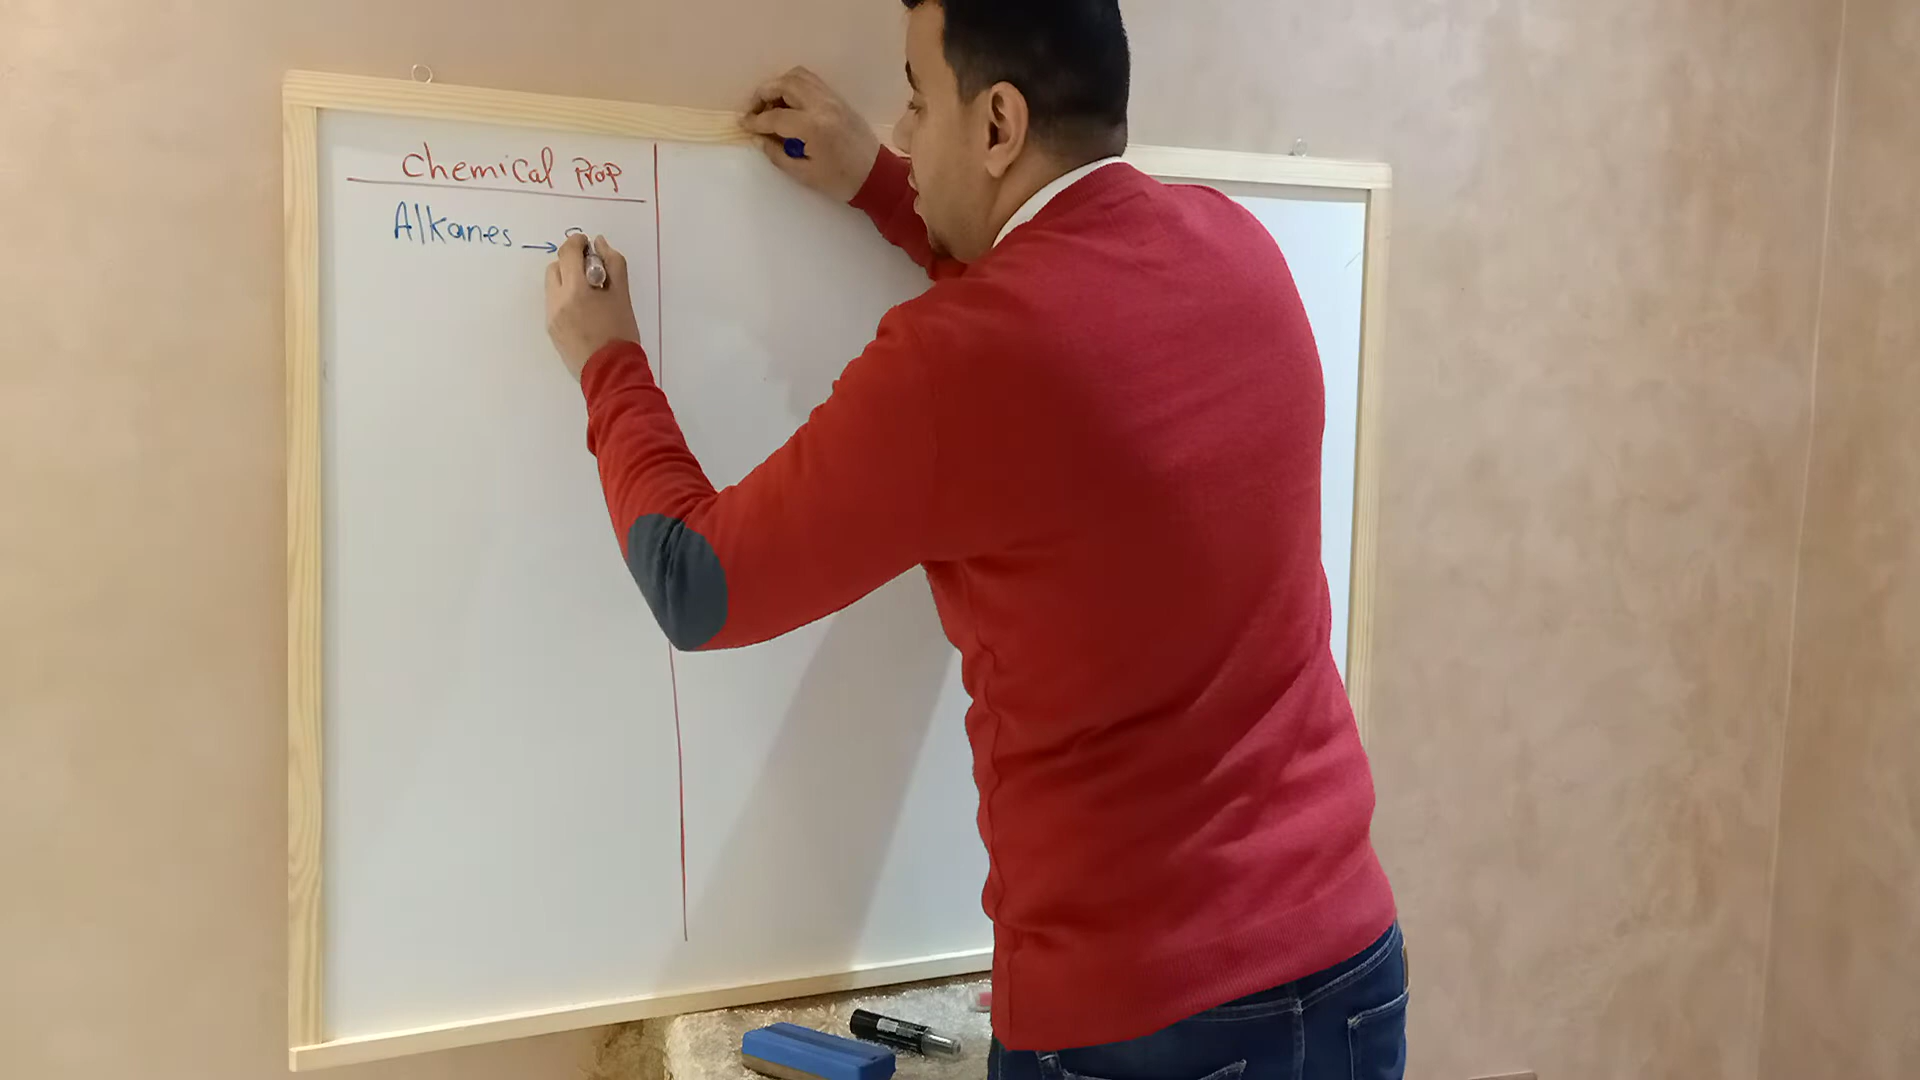 Chemical Prop
Alkanes →